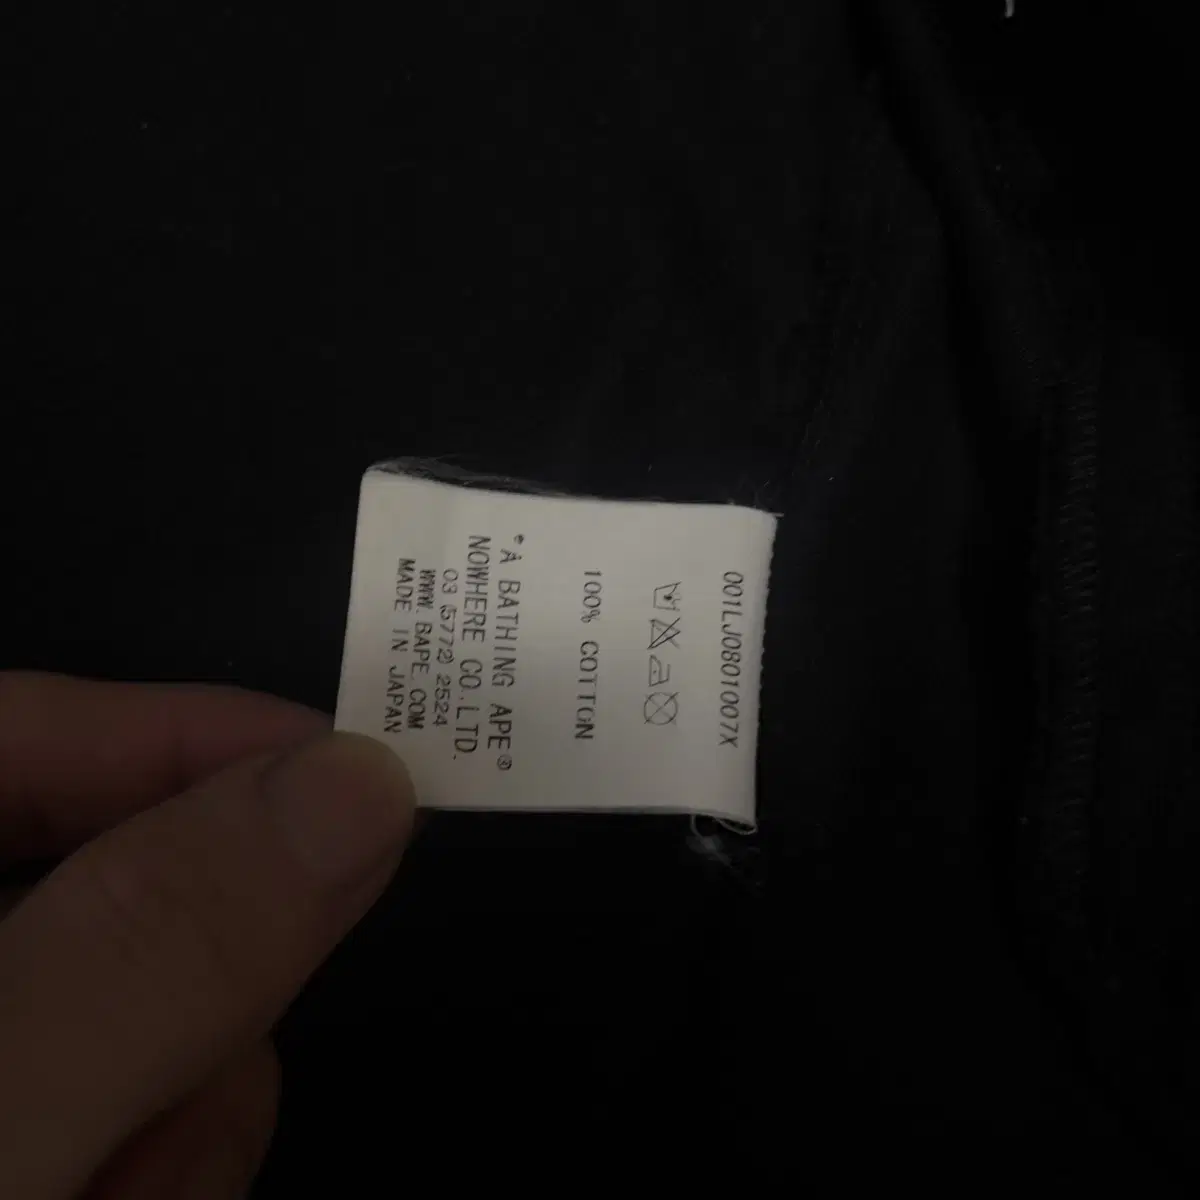 001LJ0801007X
100% COTTON
A BATHING APE®
NOWHERE CO.,LTD.
03 (5772) 2524
WWW.BAPE.COM
MADE IN JAPAN